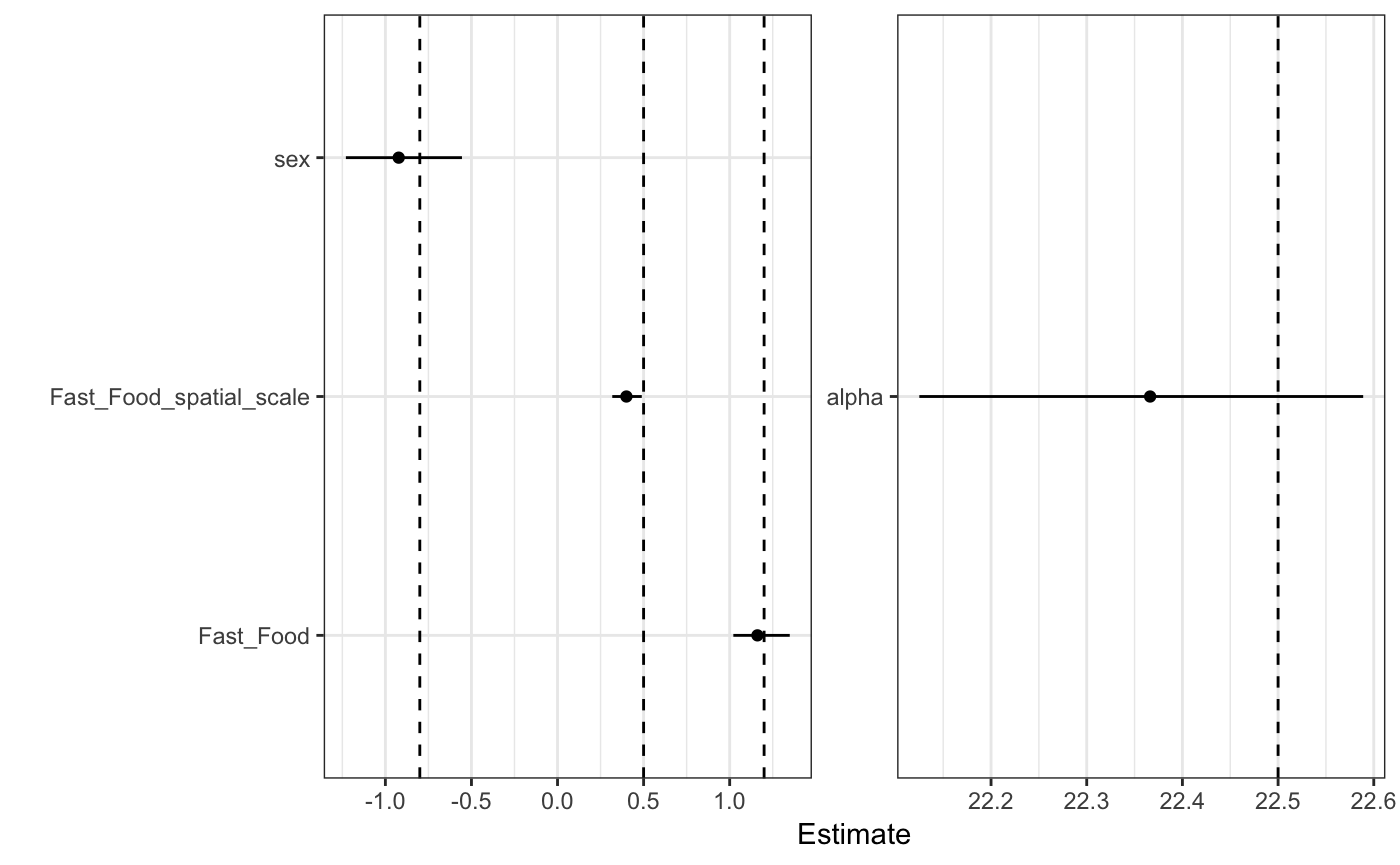 sex
Fast_Food_spatial_scale
Fast_Food
-1.0 -0.5 0.0 0.5 1.0
alpha
22.2 22.3 22.4 22.5 22.6
Estimate